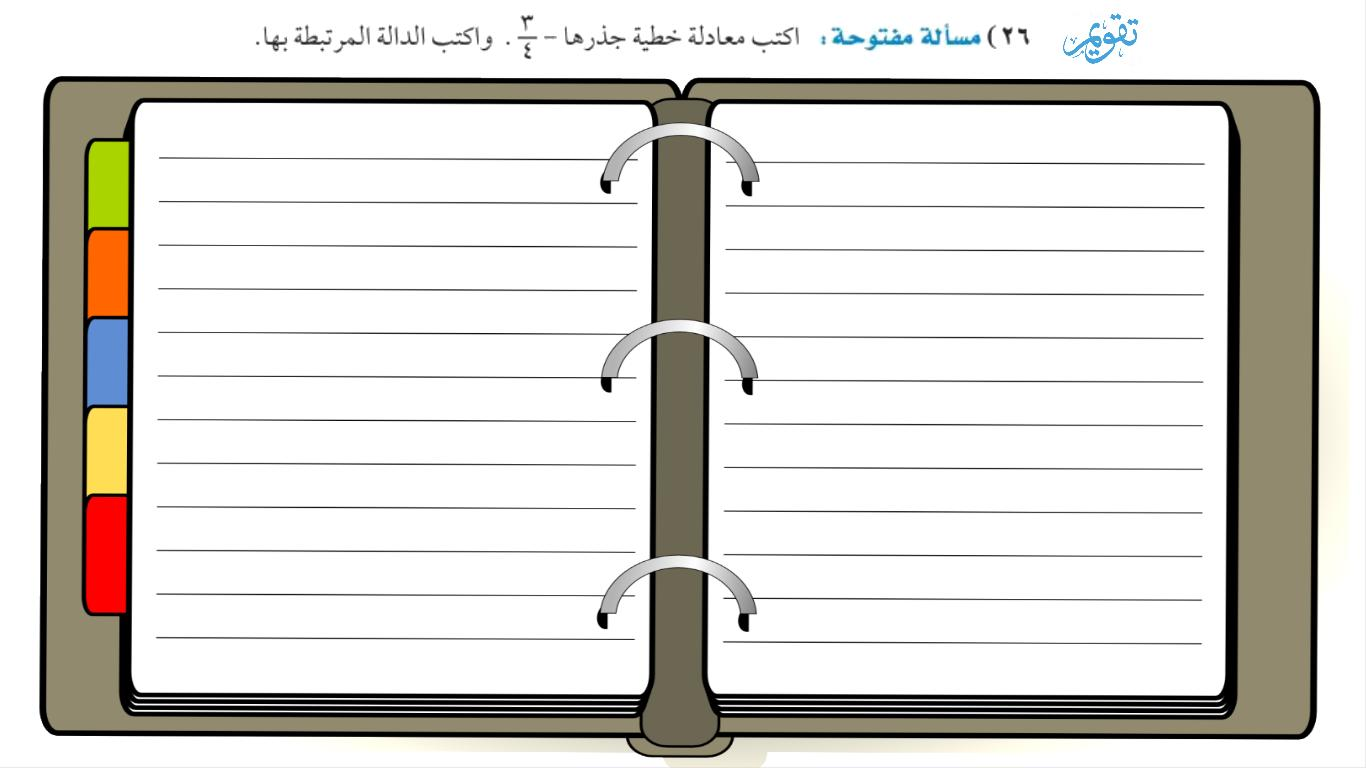 تقويم
٢٦) مسألة مفتوحة: اكتب معادلة خطية جذرها -٣/٤. واكتب الدالة المرتبطة بها.